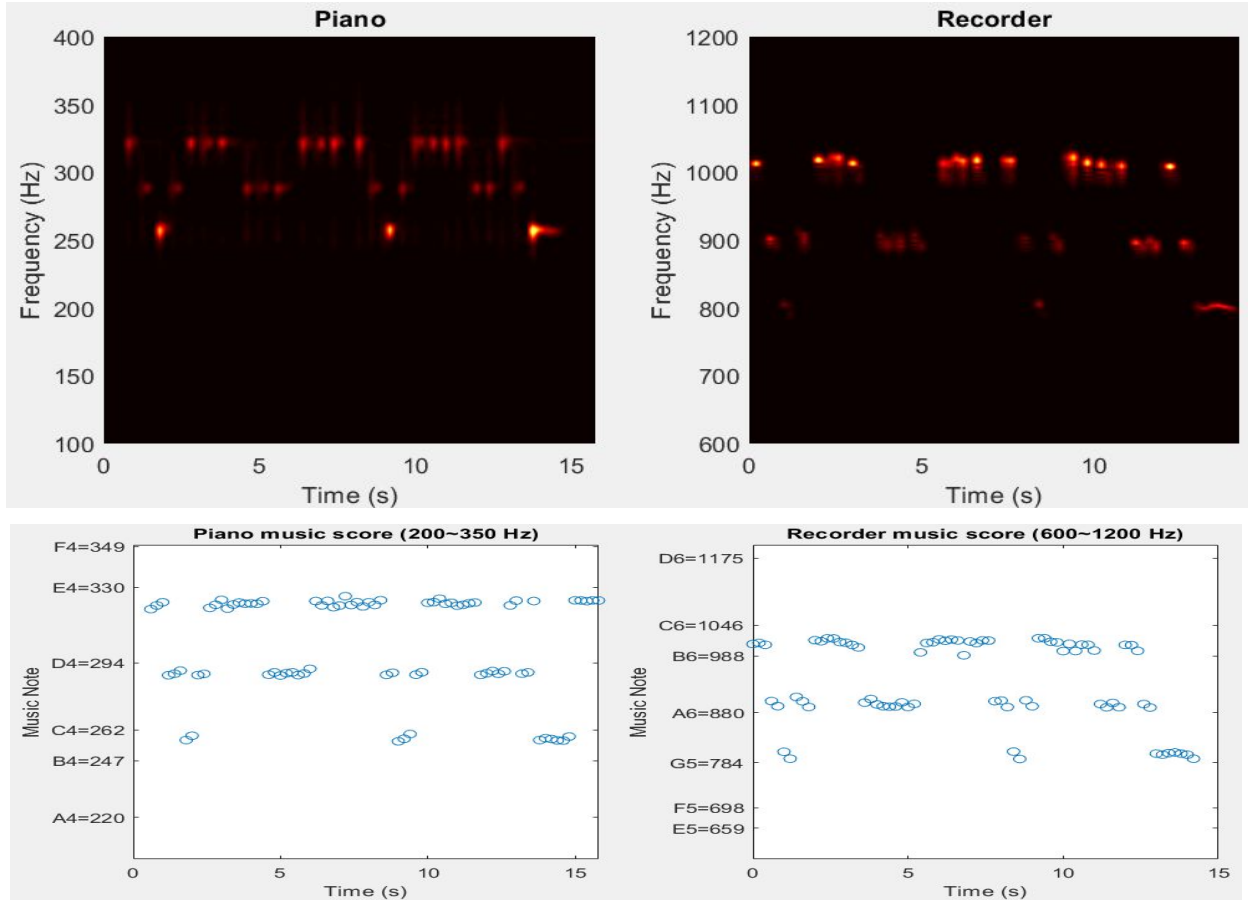 Piano
400
350
300
250
200
150
100
Frequency (Hz)
0 5 10 15
Time (s)
Recorder
1200
1100
1000
900
800
700
600
Frequency (Hz)
0 5 10
Time (s)
Piano music score (200~350 Hz)
F4=349
E4=330
D4=294
C4=262
B4=247
A4=220
Music Note
0 5 10 15
Time (s)
Recorder music score (600~1200 Hz)
D6=1175
C6=1046
B6=988
A6=880
G5=784
F5=698
E5=659
Music Note
0 5 10 15
Time (s)